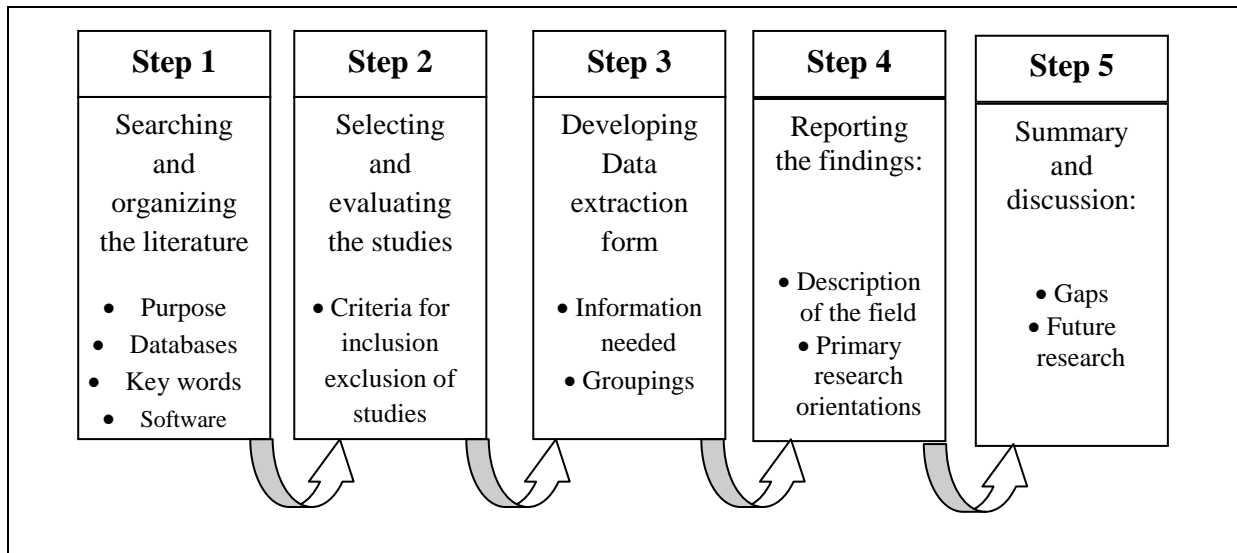 Step 1
Searching
and
organizing
the literature
• Purpose
• Databases
• Key words
• Software
Step 2
Selecting
and
evaluating
the studies
• Criteria for
inclusion
exclusion of
studies
Step 3
Developing
Data
extraction
form
• Information
needed
• Groupings
Step 4
Reporting
the findings:
• Description
of the field
• Primary
research
orientations
Step 5
Summary
and
discussion:
• Gaps
• Future
research